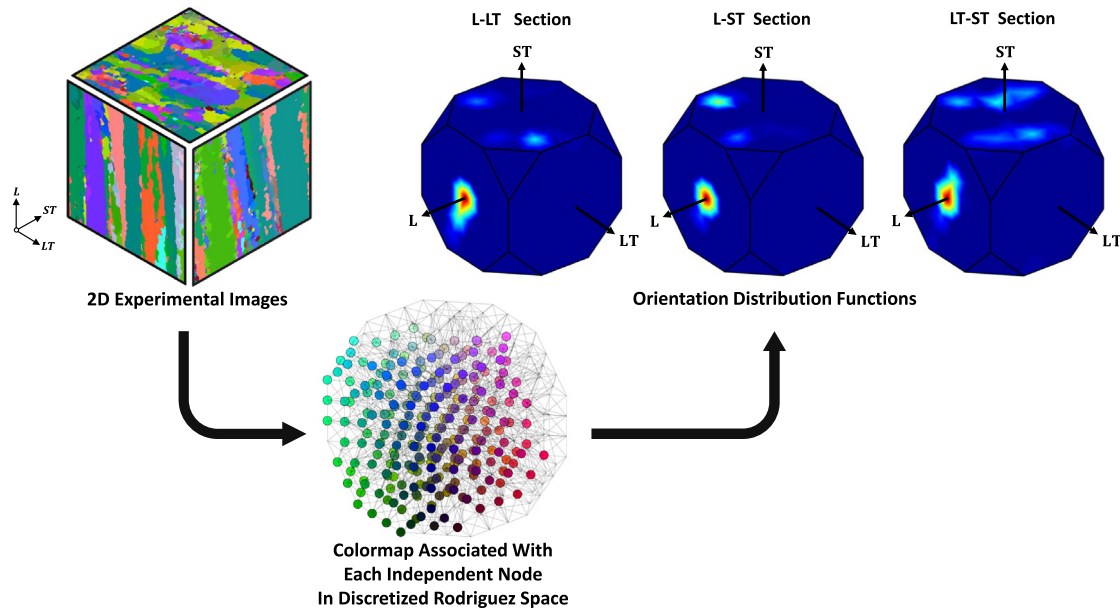 L-LT Section
L-ST Section
LT-ST Section
ST
ST
ST
L
ST
LT
L
LT
L
LT
L
LT
2D Experimental Images
Orientation Distribution Functions
Colormap Associated With
Each Independent Node
In Discretized Rodriguez Space